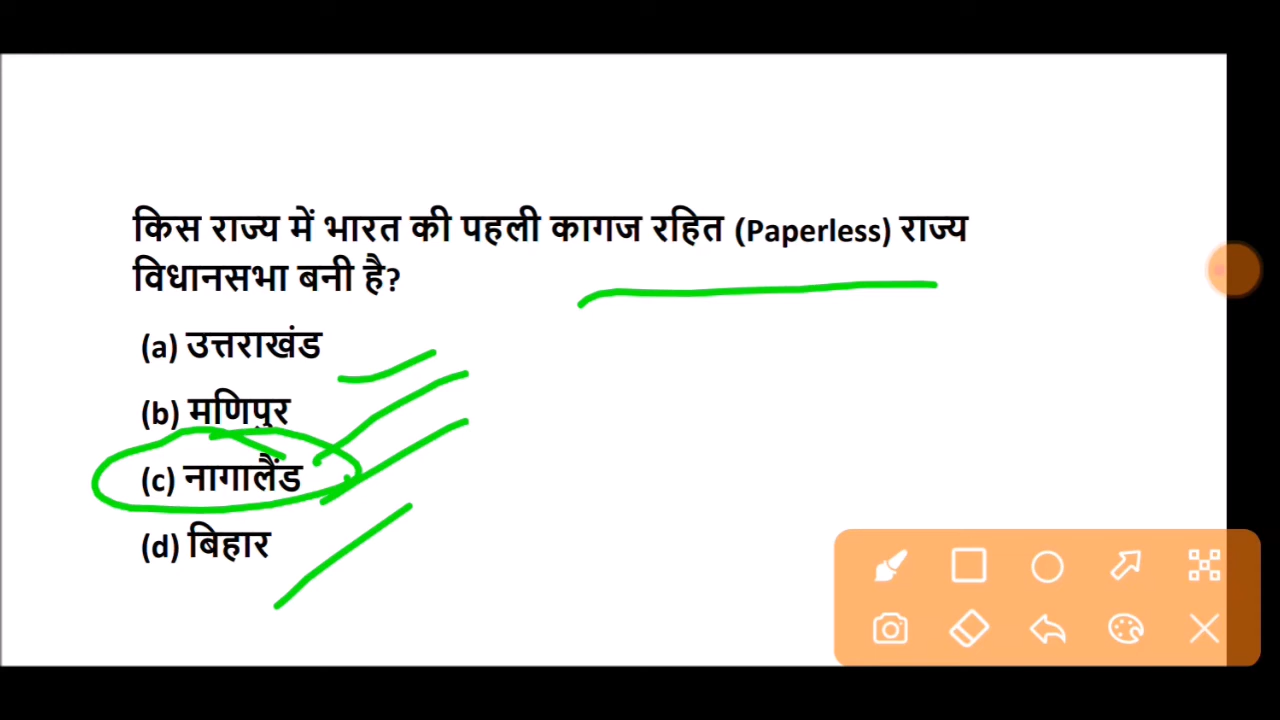 किस राज्य में भारत की पहली कागज रहित (Paperless) राज्य
विधानसभा बनी है?
(a) उत्तराखंड
(b) मणिपुर
(c) नागालैंड
(d) बिहार